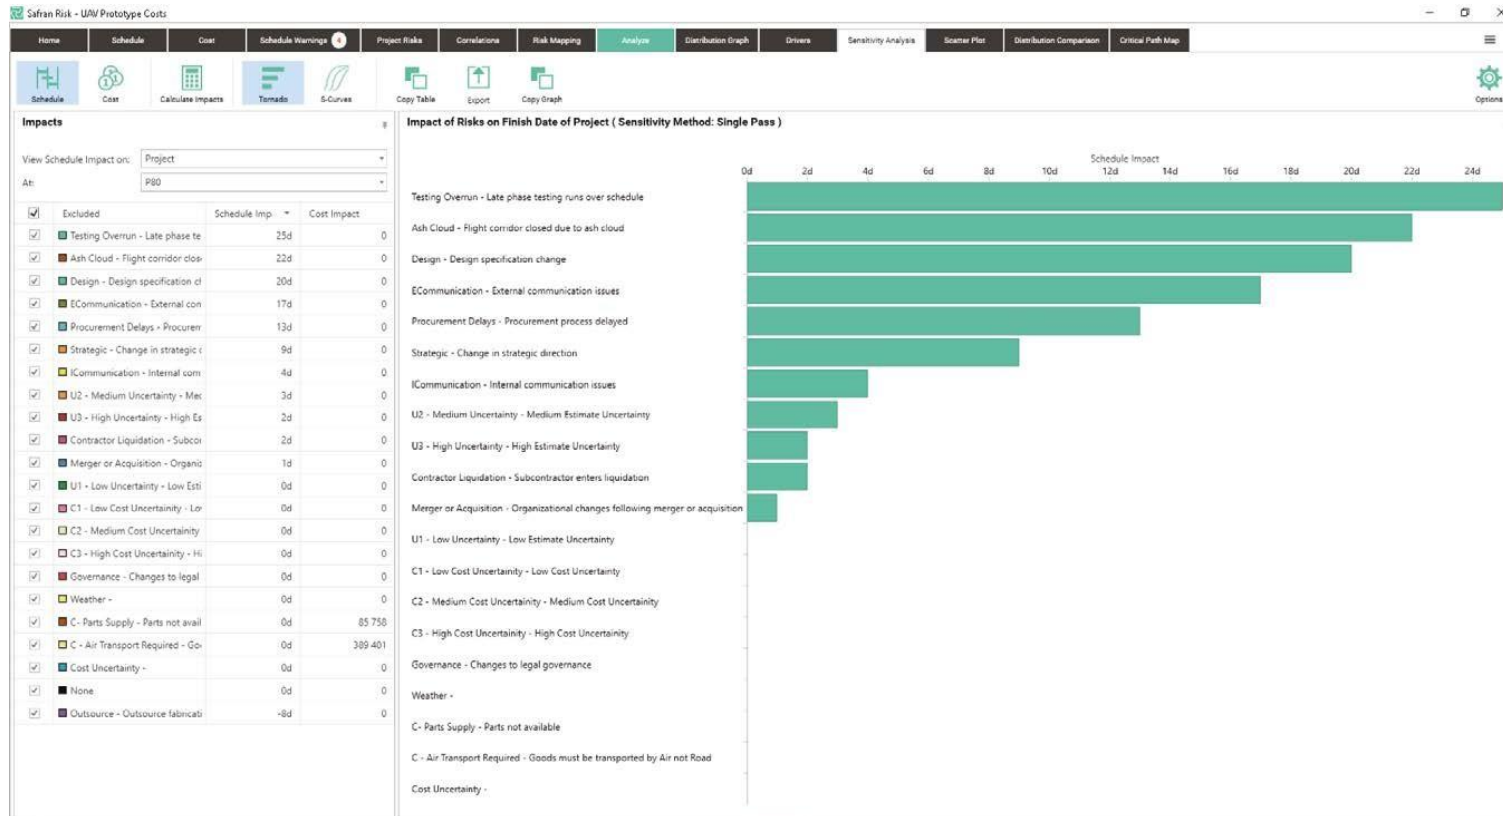 Safran Risk - UAV Prototype Costs
Home Schedule Cost Schedule Warnings 4 Project Risks Correlations Risk Mapping Analyze Distribution Graph Drivers Sensitivity Analysis Scatter Plot Distribution Comparison Critical Path Map
Schedule Cost Calculate Impacts Tornado S-Curves Copy Table Export Copy Graph Options
Impacts
View Schedule Impact on: Project
At: P80
Excluded Schedule Imp Cost Impact
Testing Overrun - Late phase te 25d 0
Ash Cloud - Flight corridor clos 22d 0
Design - Design specification cl 20d 0
ECommunication - External con 17d 0
Procurement Delays - Procurem 13d 0
Strategic - Change in strategic c 9d 0
ICommunication - Internal com 4d 0
U2 - Medium Uncertainty - Mec 3d 0
U3 - High Uncertainty - High Es 2d 0
Contractor Liquidation - Subcoi 2d 0
Merger or Acquisition - Organiz 1d 0
U1 - Low Uncertainty - Low Esti 0d 0
C1 - Low Cost Uncertainity - Lo 0d 0
C2 - Medium Cost Uncertainity 0d 0
C3 - High Cost Uncertainity - Hi 0d 0
Governance - Changes to legal 0d 0
Weather - 0d 0
C- Parts Supply - Parts not avail 0d 85 758
C - Air Transport Required - Go 0d 389 401
Cost Uncertainty - 0d 0
None 0d 0
Outsource - Outsource fabricati -8d 0
Impact of Risks on Finish Date of Project ( Sensitivity Method: Single Pass )
Schedule Impact
0d 2d 4d 6d 8d 10d 12d 14d 16d 18d 20d 22d 24d
Testing Overrun - Late phase testing runs over schedule
Ash Cloud - Flight corridor closed due to ash cloud
Design - Design specification change
ECommunication - External communication issues
Procurement Delays - Procurement process delayed
Strategic - Change in strategic direction
ICommunication - Internal communication issues
U2 - Medium Uncertainty - Medium Estimate Uncertainty
U3 - High Uncertainty - High Estimate Uncertainty
Contractor Liquidation - Subcontractor enters liquidation
Merger or Acquisition - Organizational changes following merger or acquisition
U1 - Low Uncertainty - Low Estimate Uncertainty
C1 - Low Cost Uncertainity - Low Cost Uncertainty
C2 - Medium Cost Uncertainity - Medium Cost Uncertainty
C3 - High Cost Uncertainity - High Cost Uncertainty
Governance - Changes to legal governance
Weather -
C- Parts Supply - Parts not available
C - Air Transport Required - Goods must be transported by Air not Road
Cost Uncertainty -